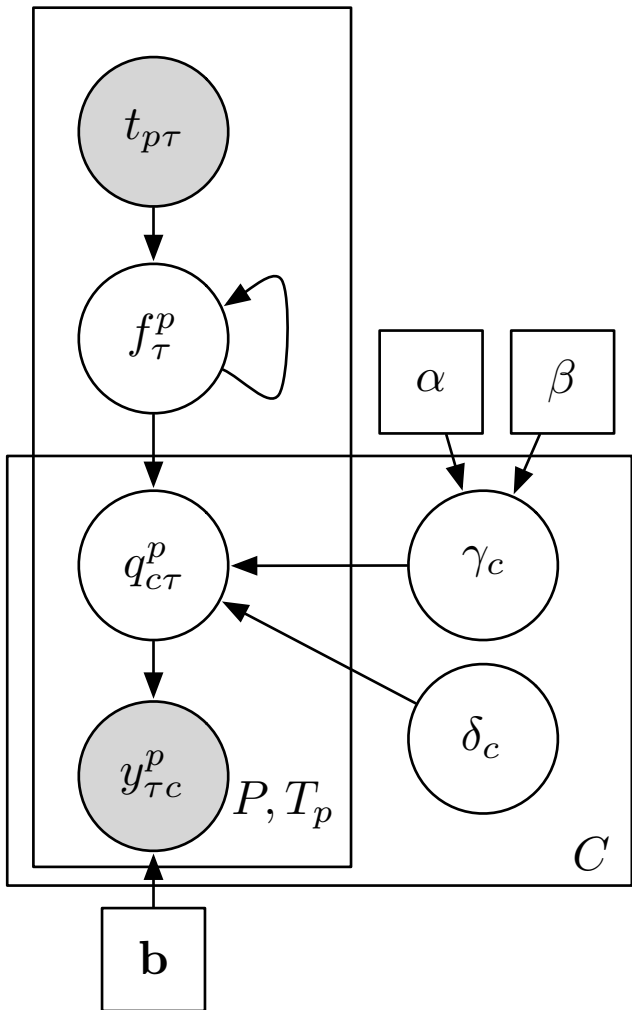 t_{pτ}
f^p_τ
α
β
q^p_{cτ}
γ_c
δ_c
y^p_{τc}
P, T_p
C
b